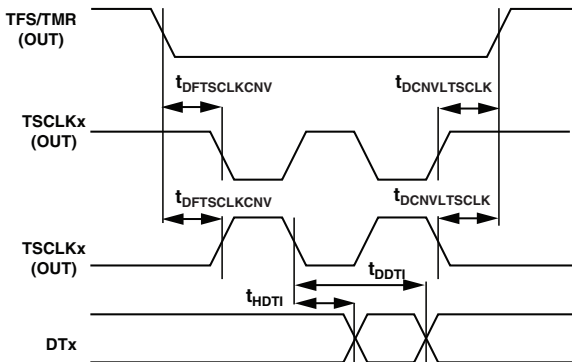 TFS/TMR
(OUT)
tDFTSCLKCNV
tDCNVLTSCLK
TSCLKx
(OUT)
tDFTSCLKCNV
tDCNVLTSCLK
TSCLKx
(OUT)
tDDTI
tHDTI
DTx